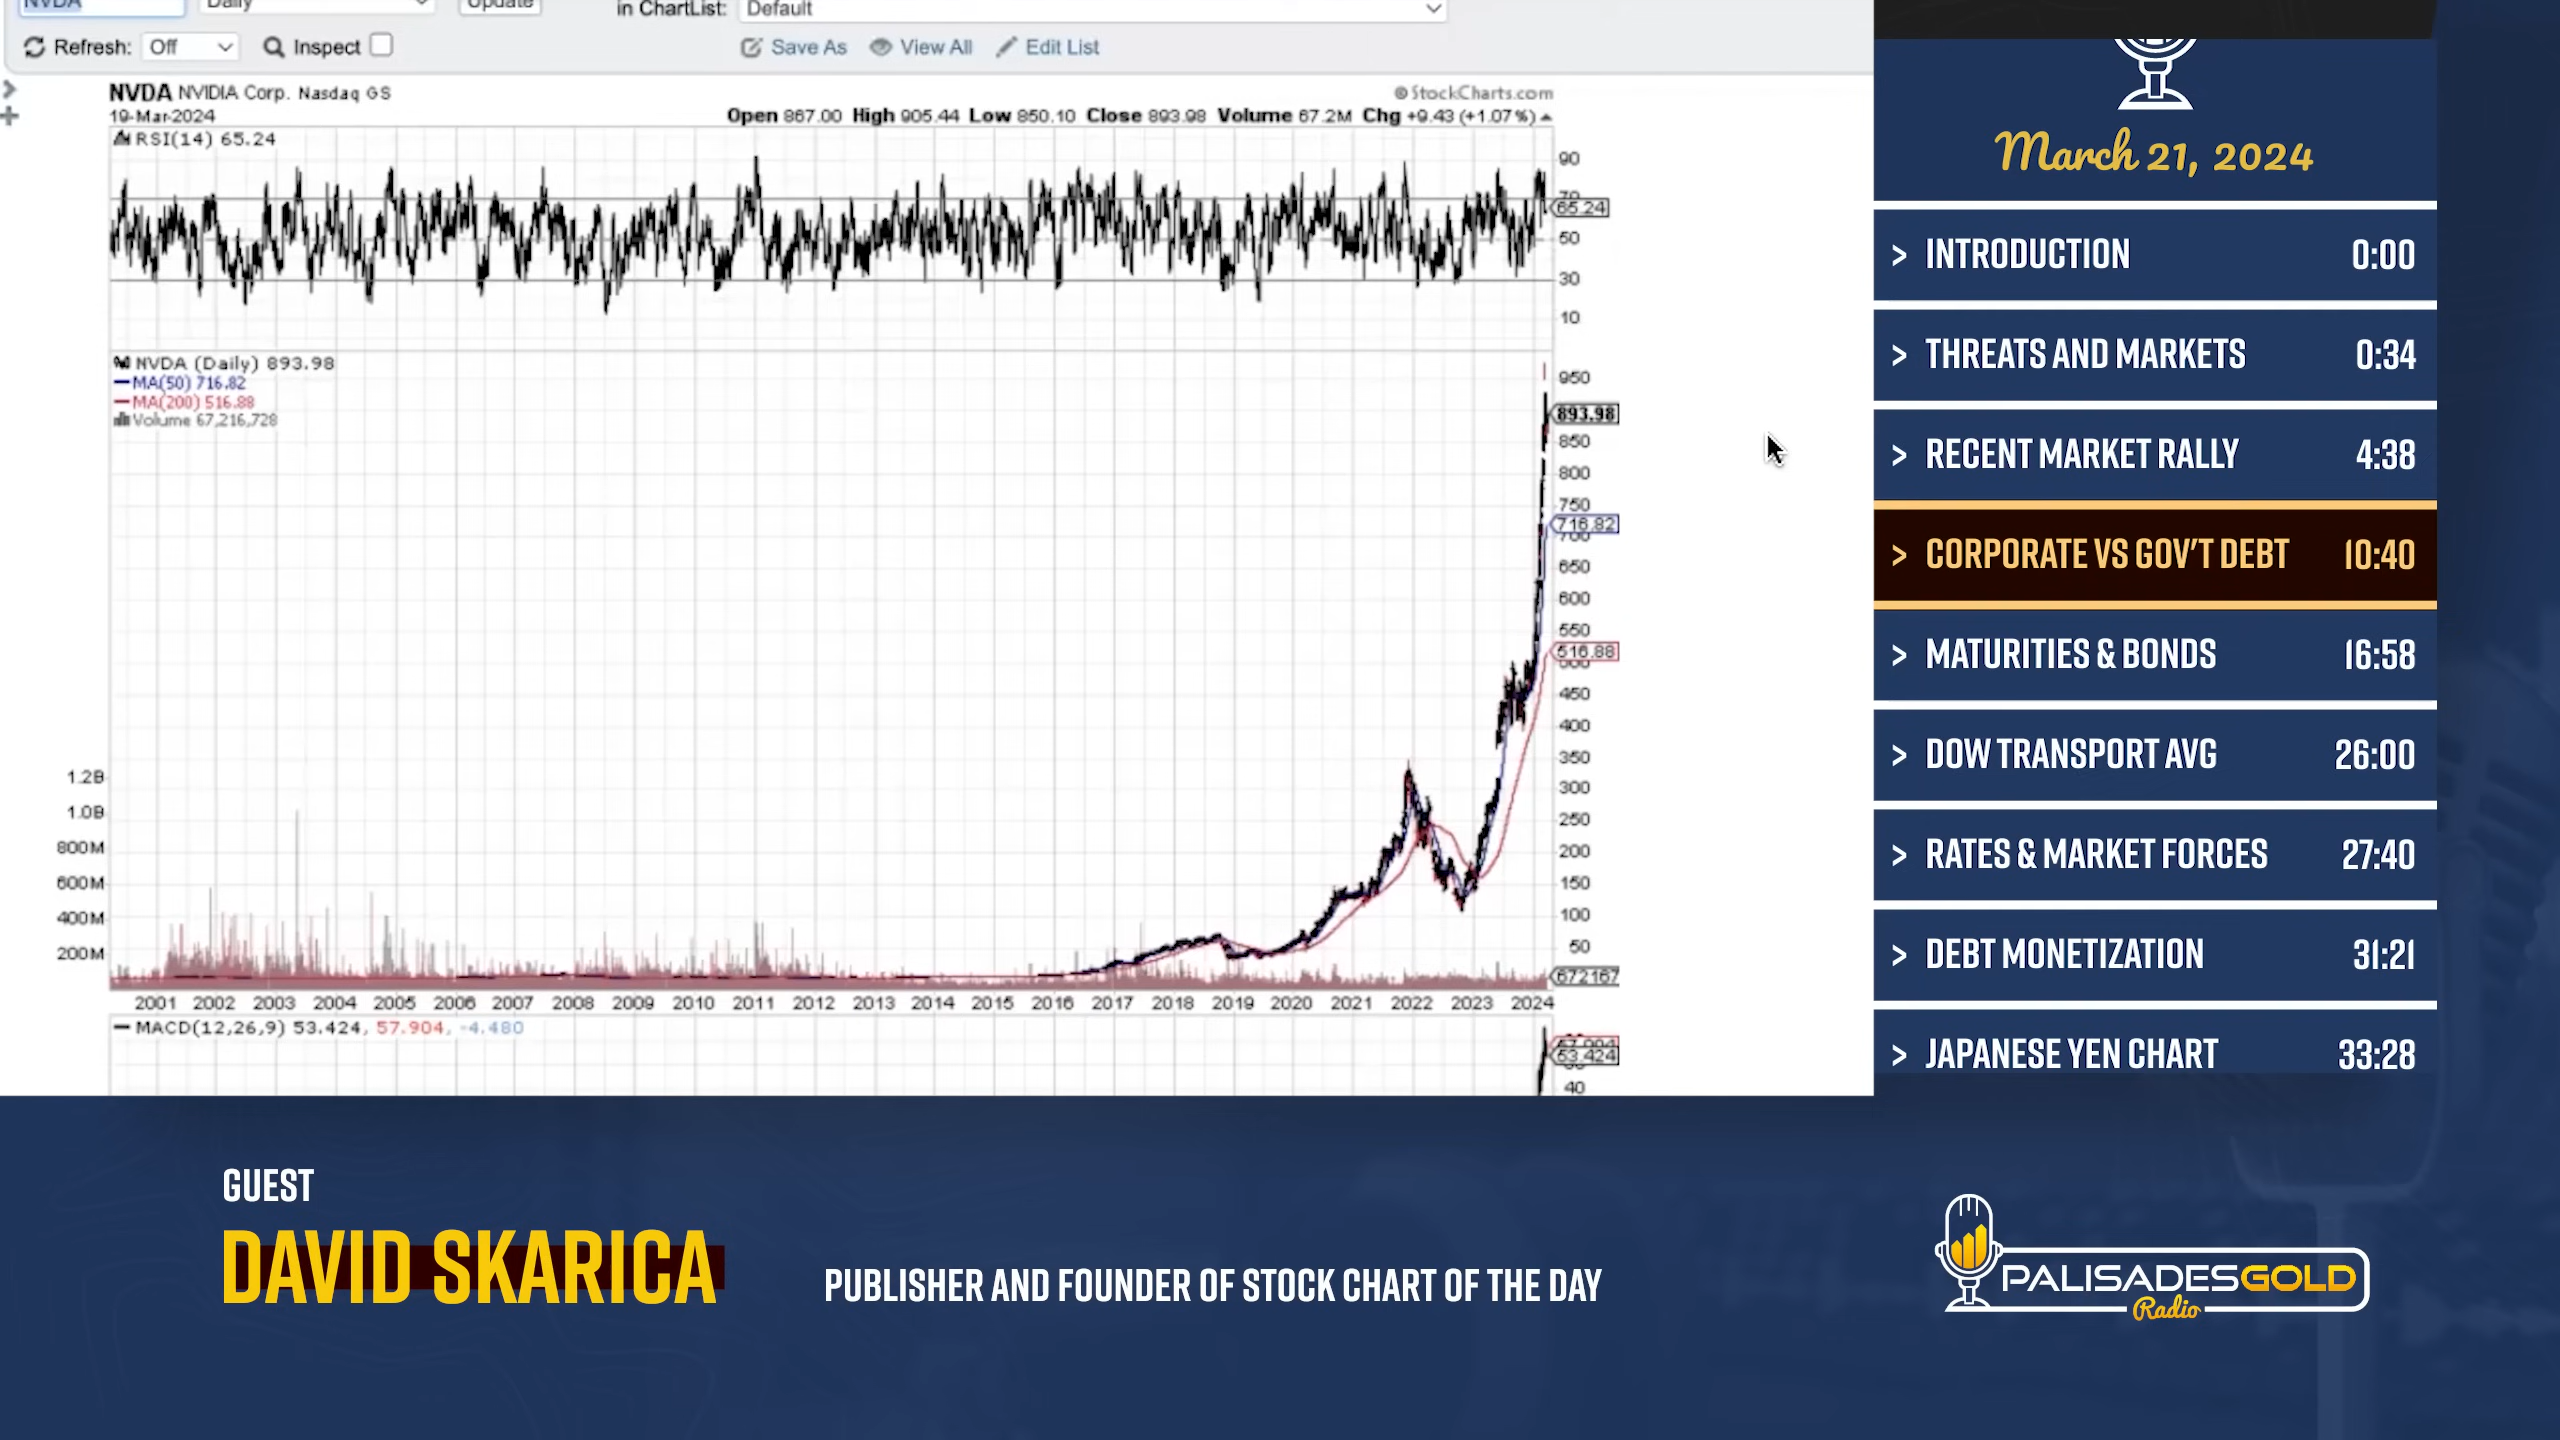 NVDA
Daily
Update
in ChartList:
Default
Refresh: Off
Inspect
Save As
View All
Edit List
NVDA NVIDIA Corp. Nasdaq GS
© StockCharts.com
19-Mar-2024
Open 867.00 High 905.44 Low 850.10 Close 893.98 Volume 67.2M Chg +9.43 (+1.07%)
RSI(14) 65.24
90
70
65.24
50
30
10
NVDA (Daily) 893.98
MA(50) 716.82
MA(200) 516.88
Volume 67,216,728
950
893.98
850
800
750
716.82
700
650
600
550
516.88
500
450
400
350
300
250
200
150
100
50
672167
1.2B
1.0B
800M
600M
400M
200M
2001 2002 2003 2004 2005 2006 2007 2008 2009 2010 2011 2012 2013 2014 2015 2016 2017 2018 2019 2020 2021 2022 2023 2024
MACD(12,26,9) 53.424, 57.904, -4.480
57.904
53.424
40
March 21, 2024
> INTRODUCTION 0:00
> THREATS AND MARKETS 0:34
> RECENT MARKET RALLY 4:38
> CORPORATE VS GOV'T DEBT 10:40
> MATURITIES & BONDS 16:58
> DOW TRANSPORT AVG 26:00
> RATES & MARKET FORCES 27:40
> DEBT MONETIZATION 31:21
> JAPANESE YEN CHART 33:28
GUEST
DAVID SKARICA
PUBLISHER AND FOUNDER OF STOCK CHART OF THE DAY
PALISADESGOLD
Radio